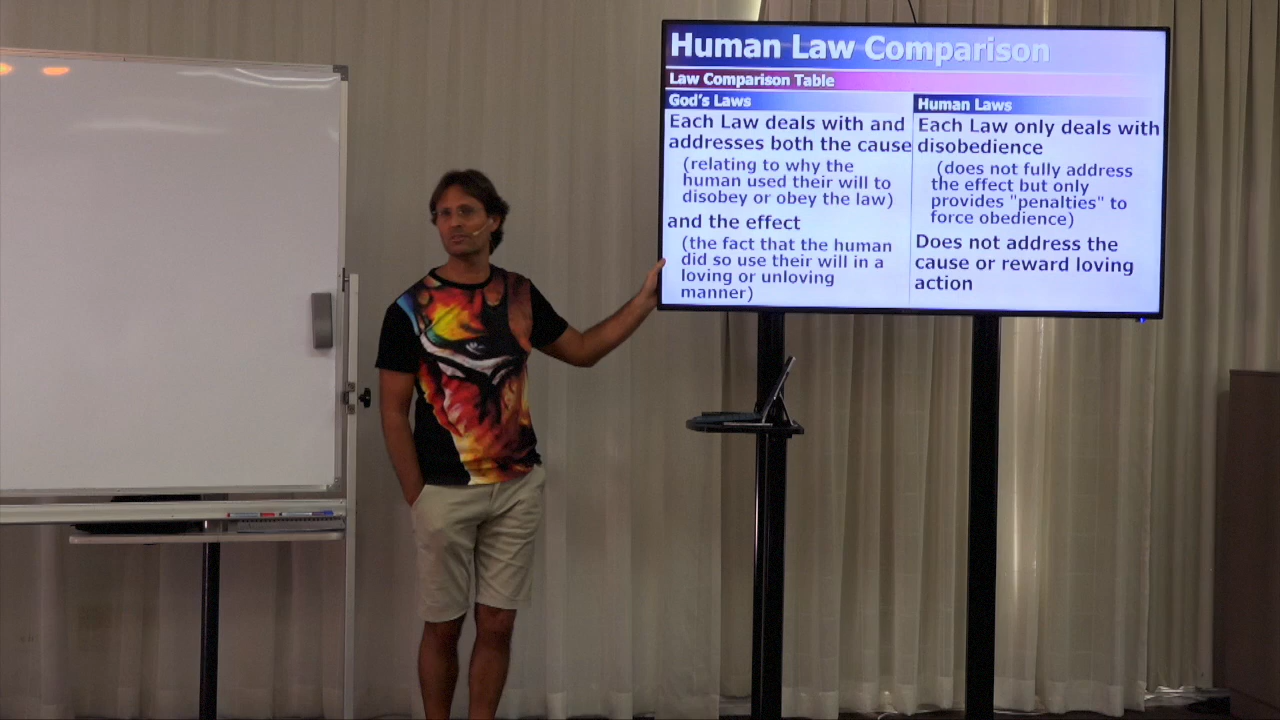 Human Law Comparison
Law Comparison Table
God's Laws
Each Law deals with and
addresses both the cause
(relating to why the
human used their will to
disobey or obey the law)
and the effect
(the fact that the human
did so use their will in a
loving or unloving
manner)
Human Laws
Each Law only deals with
disobedience
(does not fully address
the effect but only
provides "penalties" to
force obedience)
Does not address the
cause or reward loving
action